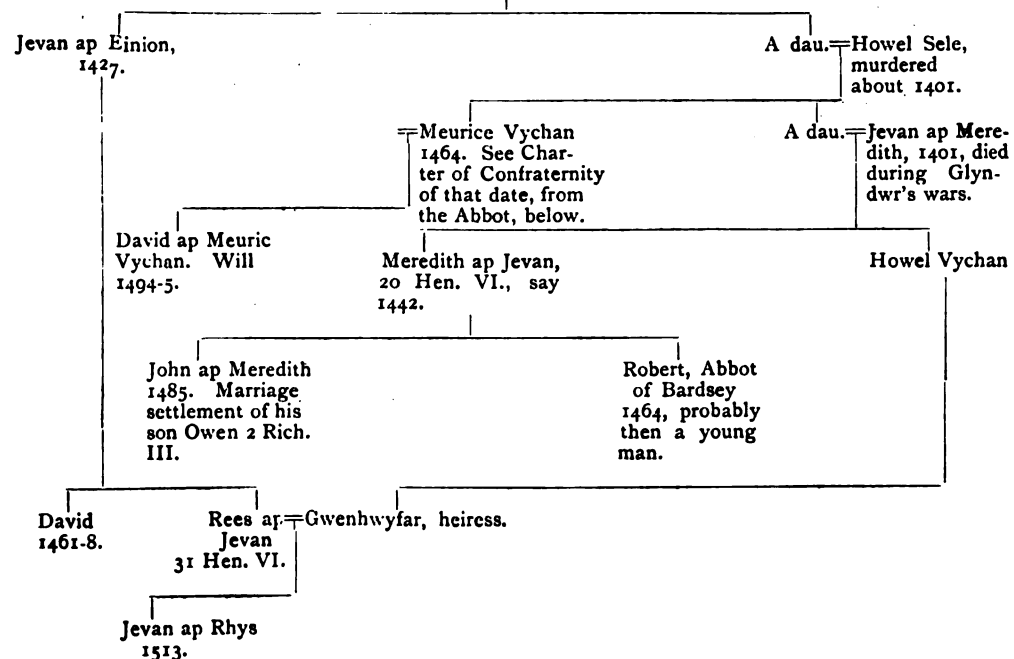 Jevan ap Einion,
1427.
A dau.=Howel Sele,
murdered
about 1401.
=Meurice Vychan
1464. See Char-
ter of Confraternity
of that date, from
the Abbot, below.
A dau.=Jevan ap Mere-
dith, 1401, died
during Glyn-
dwr's wars.
David ap Meuric
Vychan. Will
1494-5.
Meredith ap Jevan,
20 Hen. VI., say
1442.
Howel Vychan
John ap Meredith
1485. Marriage
settlement of his
son Owen 2 Rich.
III.
Robert, Abbot
of Bardsey
1464, probably
then a young
man.
David
1461-8.
Rees ap=Gwenhwyfar, heiress.
Jevan
31 Hen. VI.
Jevan ap Rhys
1513.